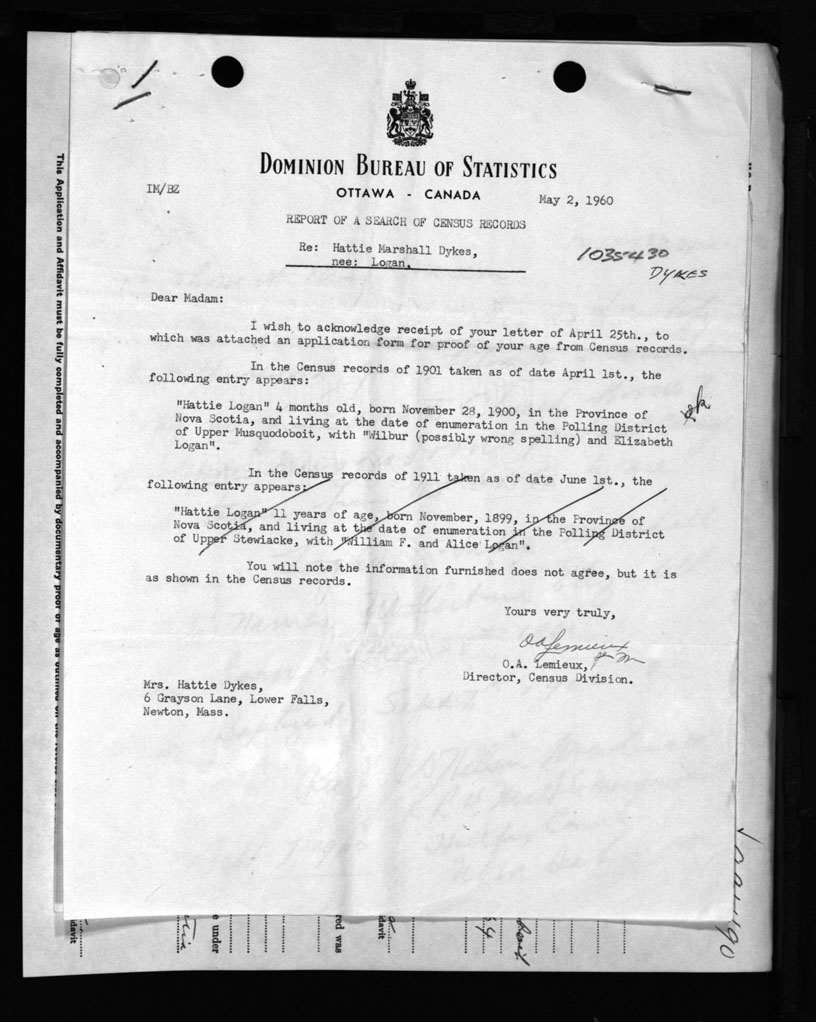 DOMINION BUREAU OF STATISTICS
IM/BZ
OTTAWA - CANADA
May 2, 1960
REPORT OF A SEARCH OF CENSUS RECORDS
Re: Hattie Marshall Dykes,
nee: Logan.
1035430
DYKES
Dear Madam:
I wish to acknowledge receipt of your letter of April 25th., to
which was attached an application form for proof of your age from Census records.
In the Census records of 1901 taken as of date April 1st., the
following entry appears:
"Hattie Logan" 4 months old, born November 28, 1900, in the Province of
Nova Scotia, and living at the date of enumeration in the Polling District
of Upper Musquodoboit, with "Wilbur (possibly wrong spelling) and Elizabeth
Logan".
In the Census records of 1911 taken as of date June 1st., the
following entry appears:
"Hattie Logan" 11 years of age, born November, 1899, in the Province of
Nova Scotia, and living at the date of enumeration in the Polling District
of Upper Stewiacke, with "William F. and Alice Logan".
You will note the information furnished does not agree, but it is
as shown in the Census records.
Yours very truly,
OALemieux
O.A. Lemieux,
Director, Census Division.
Mrs. Hattie Dykes,
6 Grayson Lane, Lower Falls,
Newton, Mass.
This Application and Affidavit must be fully completed and accompanied by documentary proof of age as outlined on the
davit
e under
red was
davit